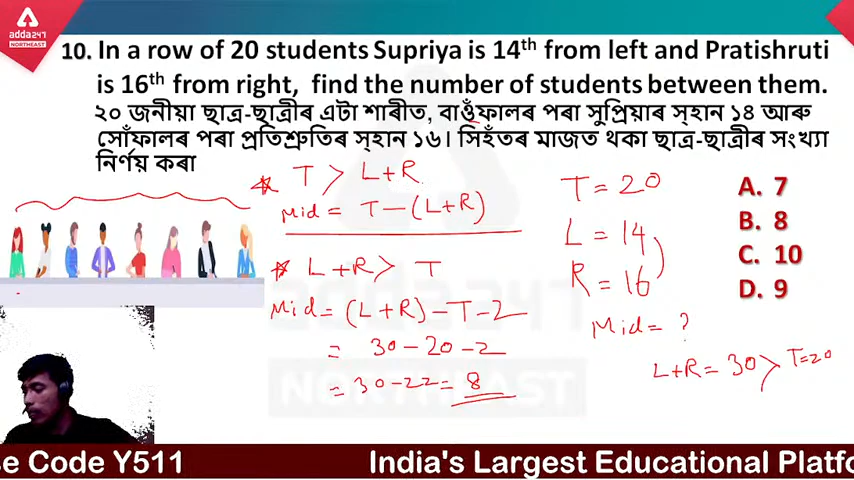 adda247
NORTHEAST
10. In a row of 20 students Supriya is 14th from left and Pratishruti
is 16th from right, find the number of students between them.
২০ জনীয়া ছাত্ৰ-ছাত্ৰীৰ এটা শাৰীত, বাওঁফালৰ পৰা সুপ্ৰিয়াৰ স্হান ১৪ আৰু
সোঁফালৰ পৰা প্ৰতিশ্ৰুতিৰ স্হান ১৬। সিহঁতৰ মাজত থকা ছাত্ৰ-ছাত্ৰীৰ সংখ্যা
নিৰ্ণয় কৰা
* T > L+R
Mid = T-(L+R)
* L+R > T
Mid = (L+R)-T-2
= 30-20-2
= 30-22 = 8
T = 20
L = 14
R = 16
Mid = ?
L+R = 30 > T=20
A. 7
B. 8
C. 10
D. 9
adda247
NORTHEAST
se Code Y511
India's Largest Educational Platfo